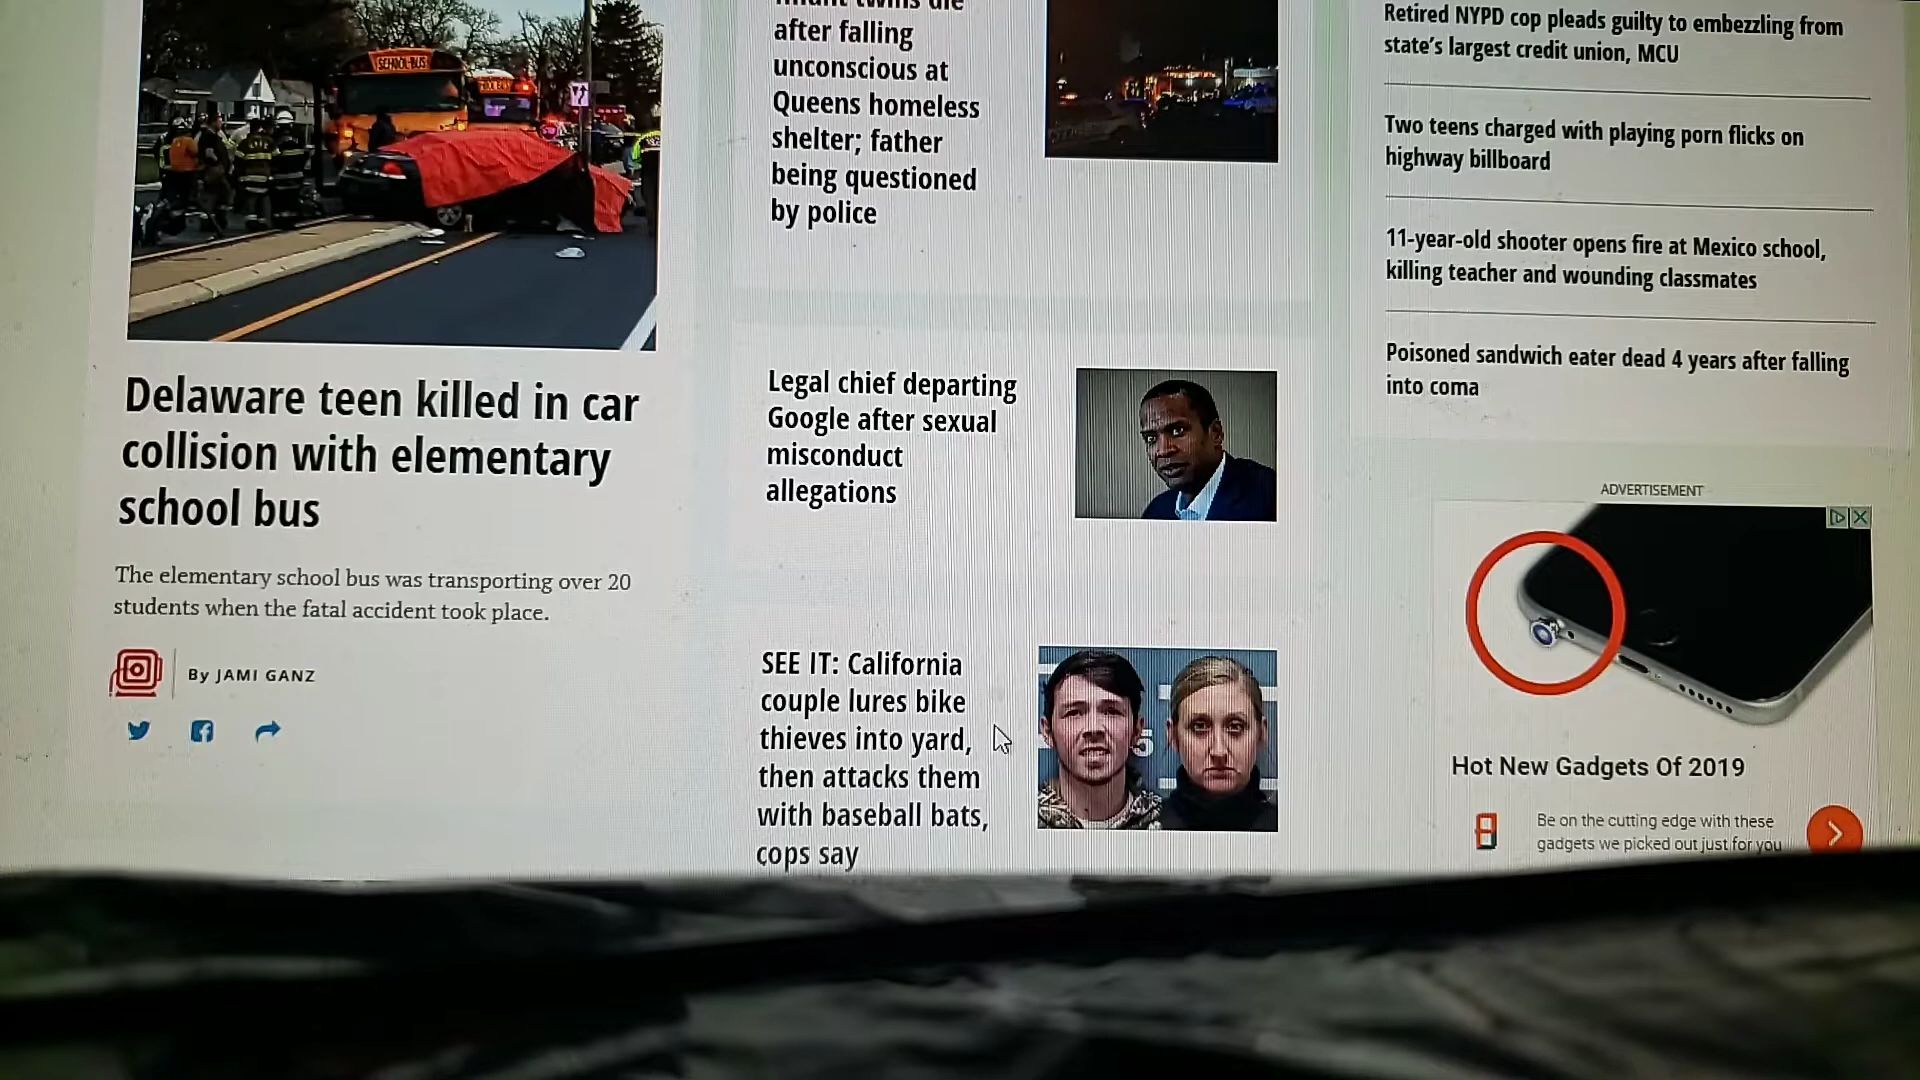 SCHOOL BUS
Delaware teen killed in car
collision with elementary
school bus
The elementary school bus was transporting over 20
students when the fatal accident took place.
By JAMI GANZ
twins die
after falling
unconscious at
Queens homeless
shelter; father
being questioned
by police
Legal chief departing
Google after sexual
misconduct
allegations
SEE IT: California
couple lures bike
thieves into yard,
then attacks them
with baseball bats,
cops say
5
Retired NYPD cop pleads guilty to embezzling from
state’s largest credit union, MCU
Two teens charged with playing porn flicks on
highway billboard
11-year-old shooter opens fire at Mexico school,
killing teacher and wounding classmates
Poisoned sandwich eater dead 4 years after falling
into coma
ADVERTISEMENT
Hot New Gadgets Of 2019
Be on the cutting edge with these
gadgets we picked out just for you